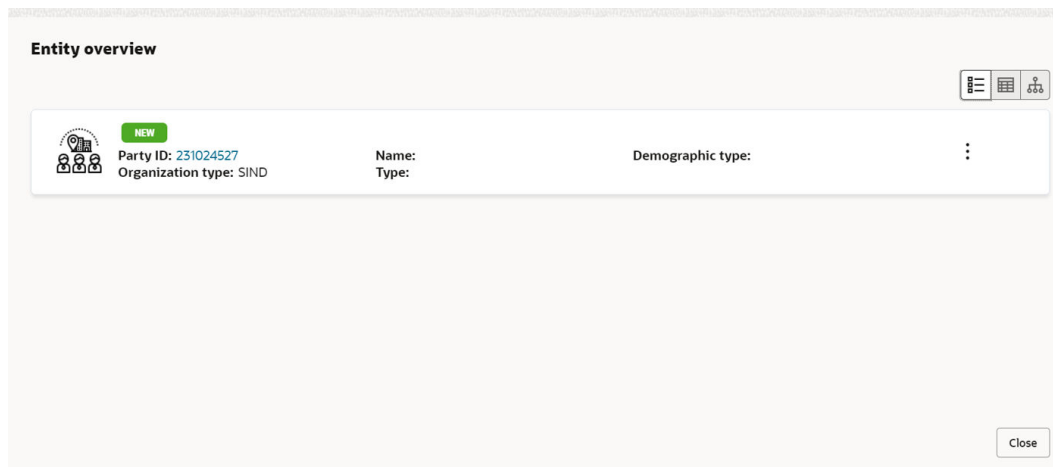 Entity overview
NEW
Party ID: 231024527 Name: Demographic type:
Organization type: SIND Type:
Close